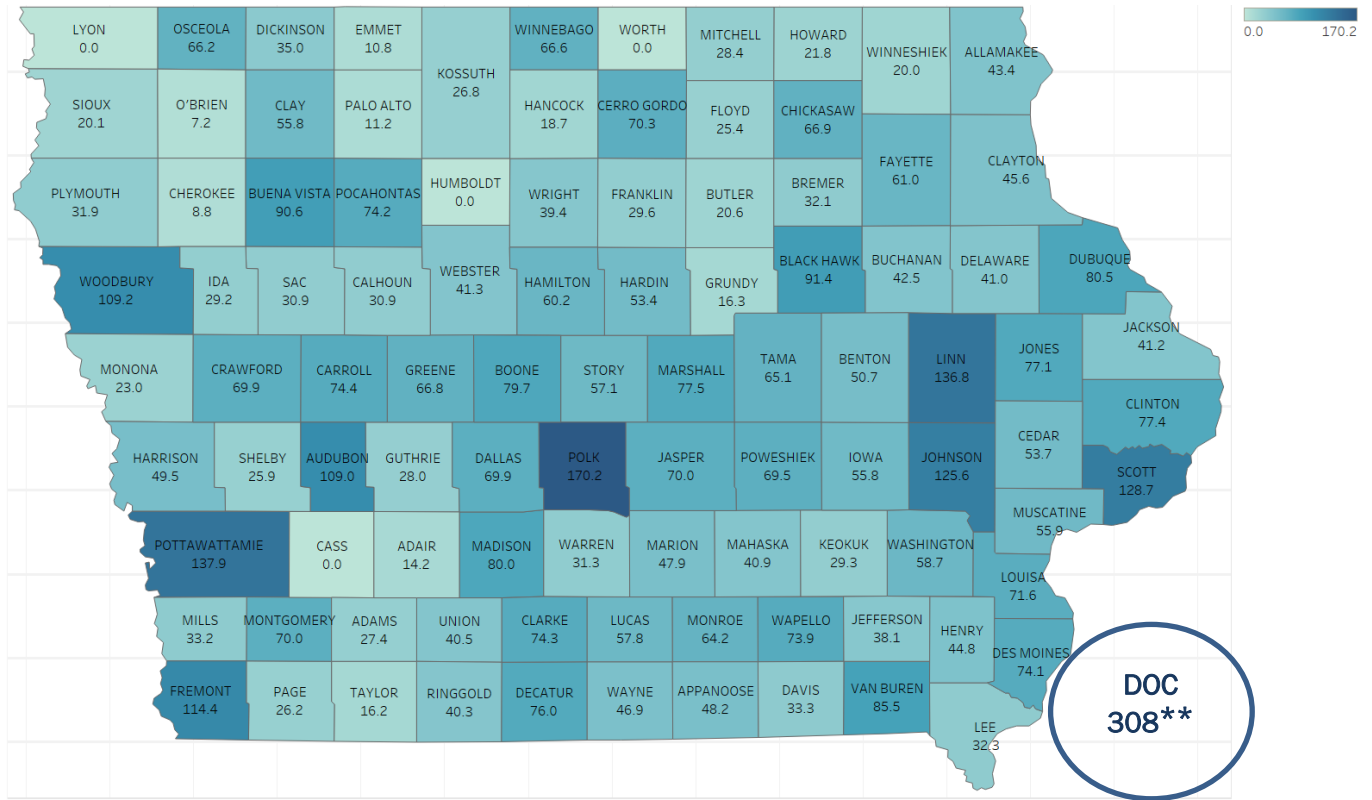 LYON
0.0
OSCEOLA
66.2
DICKINSON
35.0
EMMET
10.8
KOSSUTH
26.8
WINNEBAGO
66.6
WORTH
0.0
MITCHELL
28.4
HOWARD
21.8
WINNESHIEK
20.0
ALLAMAKEE
43.4
0.0 170.2
SIOUX
20.1
O'BRIEN
7.2
CLAY
55.8
PALO ALTO
11.2
HANCOCK
18.7
CERRO GORDO
70.3
FLOYD
25.4
CHICKASAW
66.9
FAYETTE
61.0
CLAYTON
45.6
PLYMOUTH
31.9
CHEROKEE
8.8
BUENA VISTA
90.6
POCAHONTAS
74.2
HUMBOLDT
0.0
WRIGHT
39.4
FRANKLIN
29.6
BUTLER
20.6
BREMER
32.1
WOODBURY
109.2
IDA
29.2
SAC
30.9
CALHOUN
30.9
WEBSTER
41.3
HAMILTON
60.2
HARDIN
53.4
GRUNDY
16.3
BLACK HAWK
91.4
BUCHANAN
42.5
DELAWARE
41.0
DUBUQUE
80.5
MONONA
23.0
CRAWFORD
69.9
CARROLL
74.4
GREENE
66.8
BOONE
79.7
STORY
57.1
MARSHALL
77.5
TAMA
65.1
BENTON
50.7
LINN
136.8
JONES
77.1
JACKSON
41.2
CLINTON
77.4
HARRISON
49.5
SHELBY
25.9
AUDUBON
109.0
GUTHRIE
28.0
DALLAS
69.9
POLK
170.2
JASPER
70.0
POWESHIEK
69.5
IOWA
55.8
JOHNSON
125.6
CEDAR
53.7
SCOTT
128.7
POTTAWATTAMIE
137.9
CASS
0.0
ADAIR
14.2
MADISON
80.0
WARREN
31.3
MARION
47.9
MAHASKA
40.9
KEOKUK
29.3
WASHINGTON
58.7
MUSCATINE
55.9
LOUISA
71.6
MILLS
33.2
MONTGOMERY
70.0
ADAMS
27.4
UNION
40.5
CLARKE
74.3
LUCAS
57.8
MONROE
64.2
WAPELLO
73.9
JEFFERSON
38.1
HENRY
44.8
DES MOINES
74.1
FREMONT
114.4
PAGE
26.2
TAYLOR
16.2
RINGGOLD
40.3
DECATUR
76.0
WAYNE
46.9
APPANOOSE
48.2
DAVIS
33.3
VAN BUREN
85.5
LEE
32.3
DOC
308**